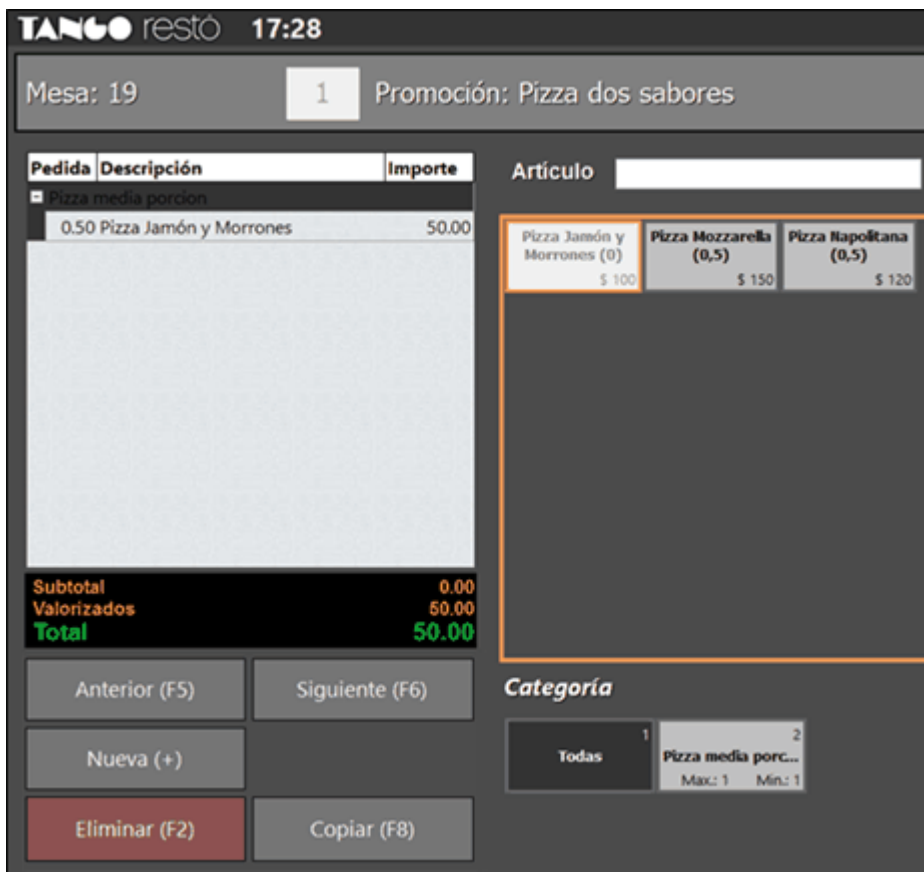 TANGO restó 17:28
Mesa: 19 1 Promoción: Pizza dos sabores
Pedida Descripción Importe
Pizza media porcion
0.50 Pizza Jamón y Morrones 50.00
Subtotal 0.00
Valorizados 50.00
Total 50.00
Anterior (F5) Siguiente (F6)
Nueva (+)
Eliminar (F2) Copiar (F8)
Artículo
Pizza Jamón y Morrones (0) $ 100
Pizza Mozzarella (0,5) $ 150
Pizza Napolitana (0,5) $ 120
Categoría
Todas 1
Pizza media porc... 2
Max.: 1 Min.: 1